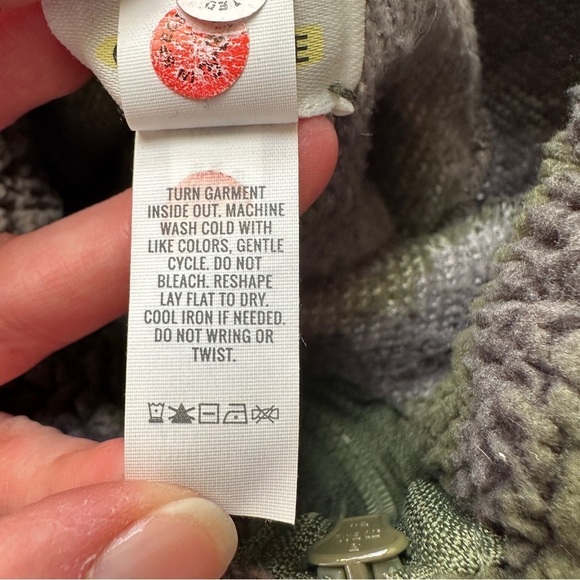 TURN GARMENT
INSIDE OUT. MACHINE
WASH COLD WITH
LIKE COLORS, GENTLE
CYCLE. DO NOT
BLEACH. RESHAPE
LAY FLAT TO DRY.
COOL IRON IF NEEDED.
DO NOT WRING OR
TWIST.